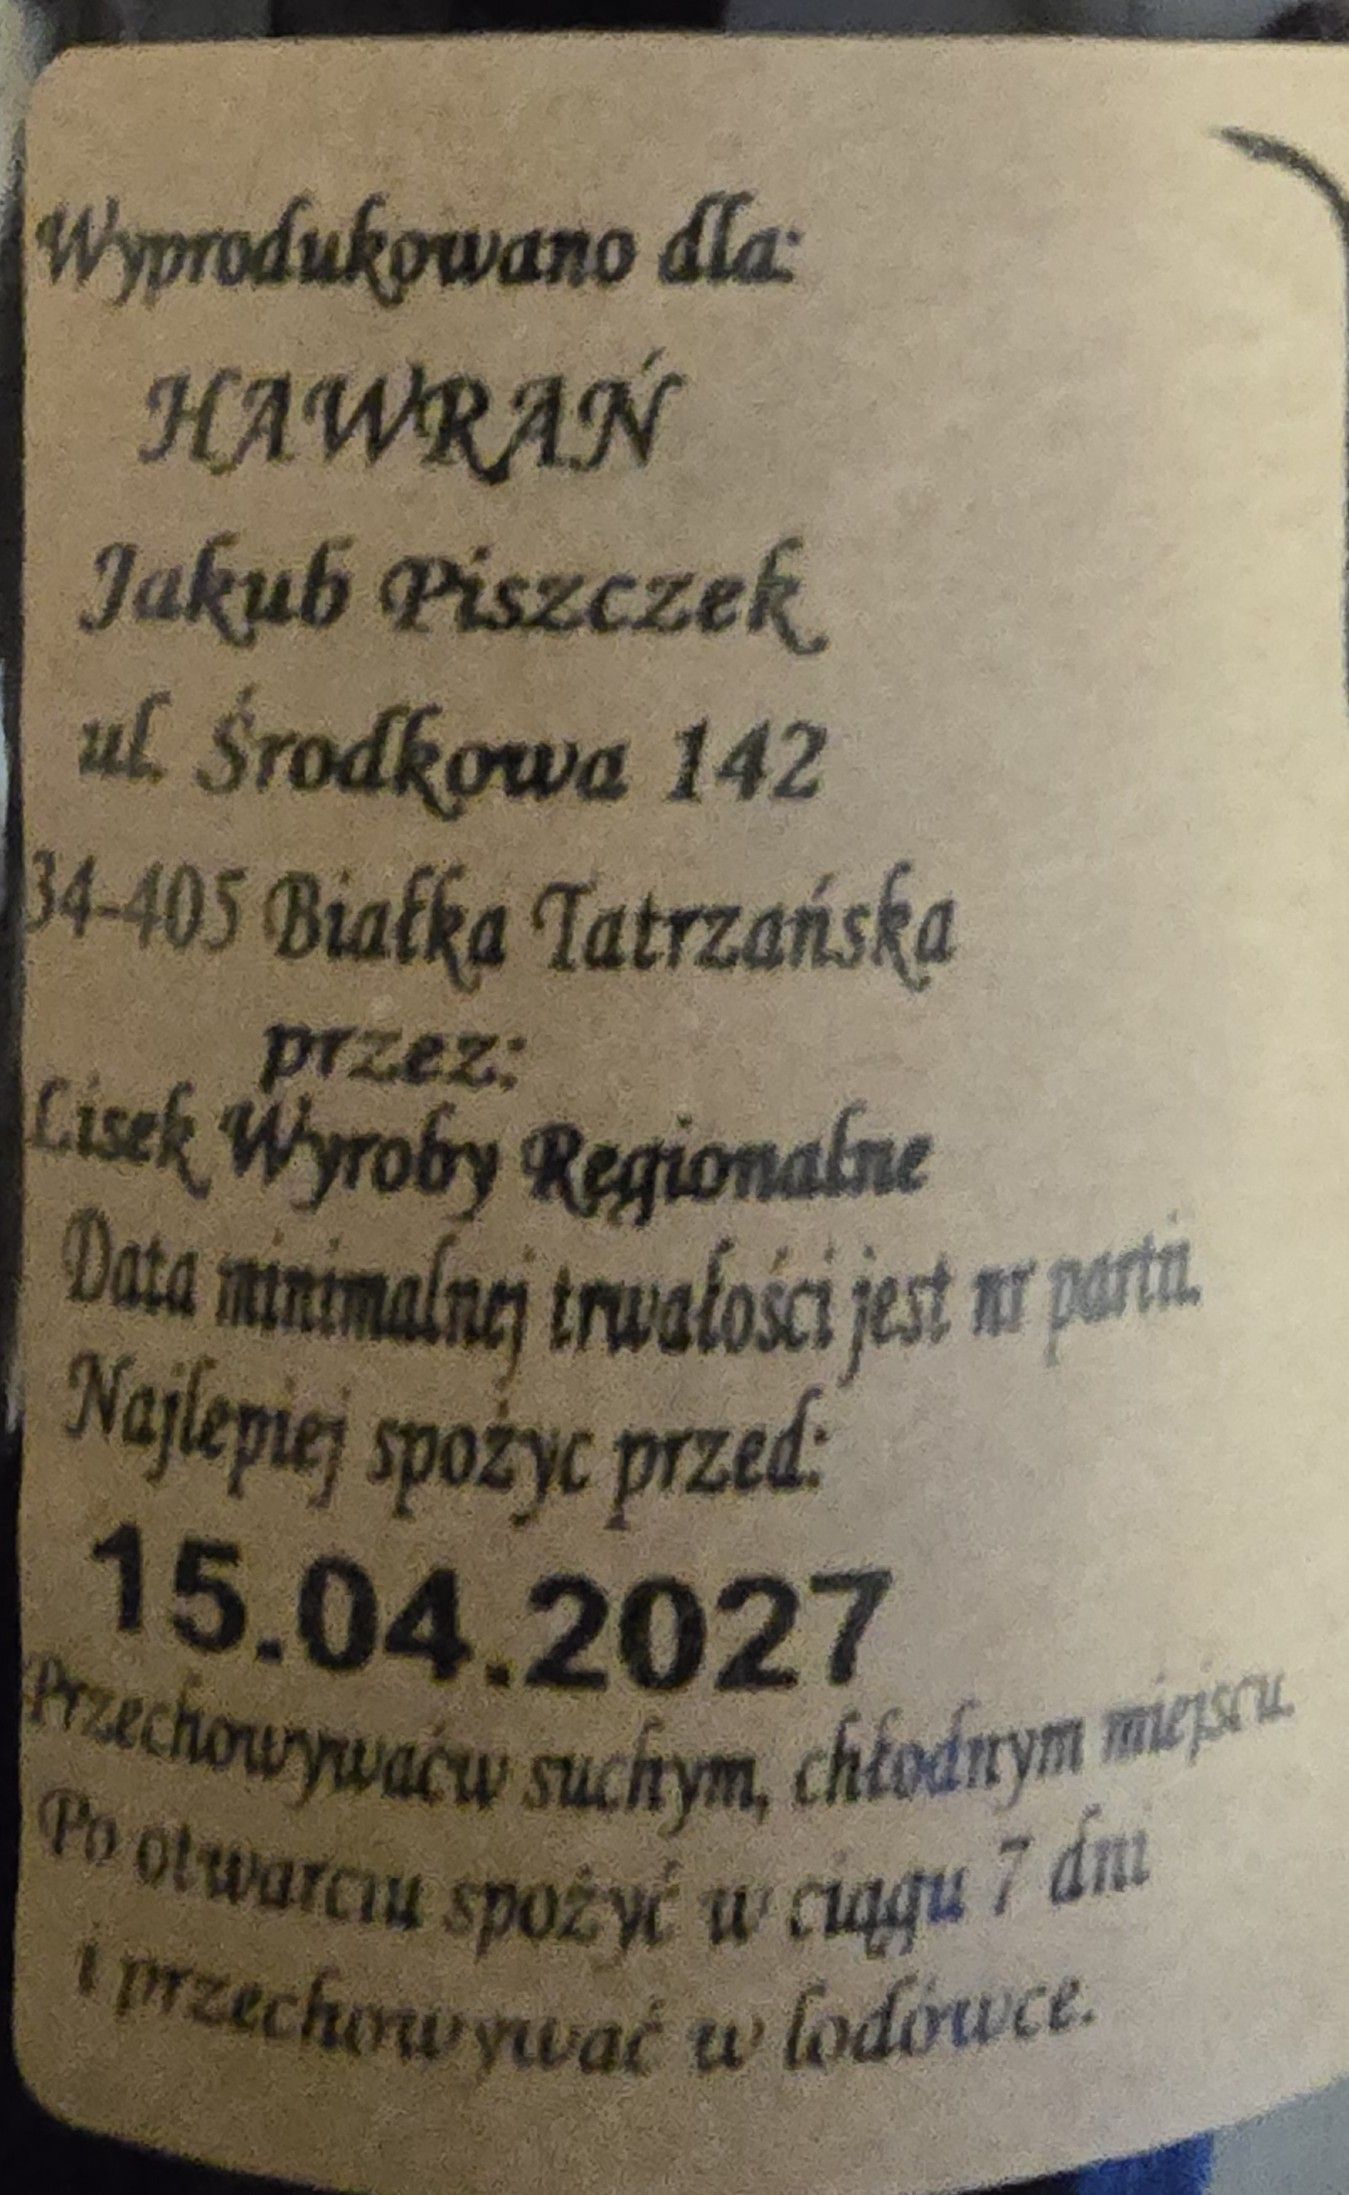 Wyprodukowano dla:
HAWRAŃ
Jakub Piszczek
ul. Środkowa 142
34-405 Białka Tatrzańska
przez:
Lisek Wyroby Regionalne
Data minimalnej trwałości jest nr partii.
Najlepiej spożyc przed:
15.04.2027
Przechowywaćw suchym, chłodnym miejscu.
Po otwarciu spożyć w ciągu 7 dni
i przechowywać w lodówce.